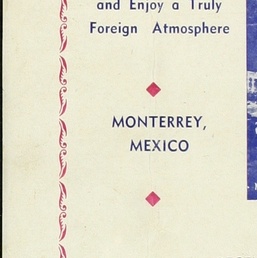 and Enjoy a Truly
Foreign Atmosphere
MONTERREY,
MEXICO